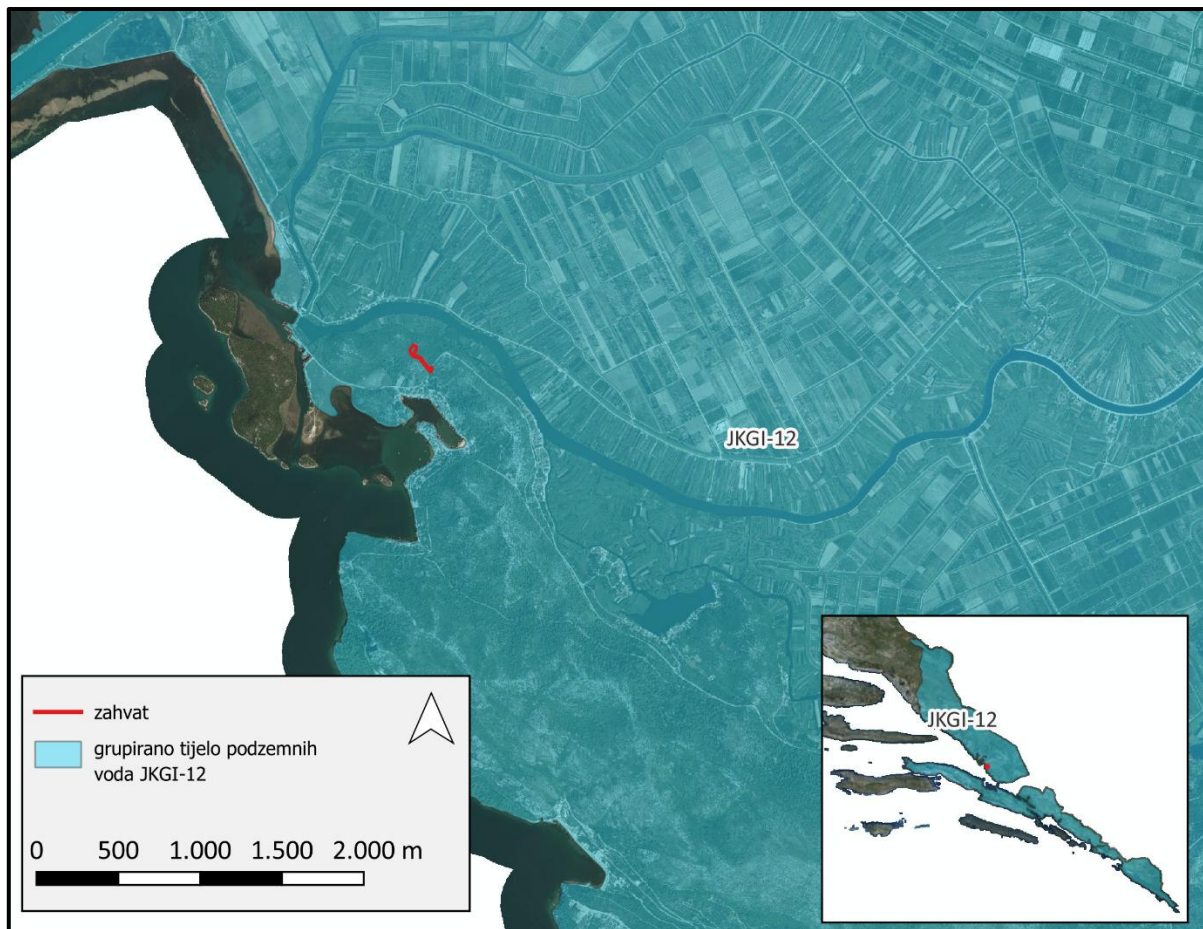 JKGI-12
JKGI-12
zahvat
grupirano tijelo podzemnih
voda JKGI-12
0 500 1.000 1.500 2.000 m